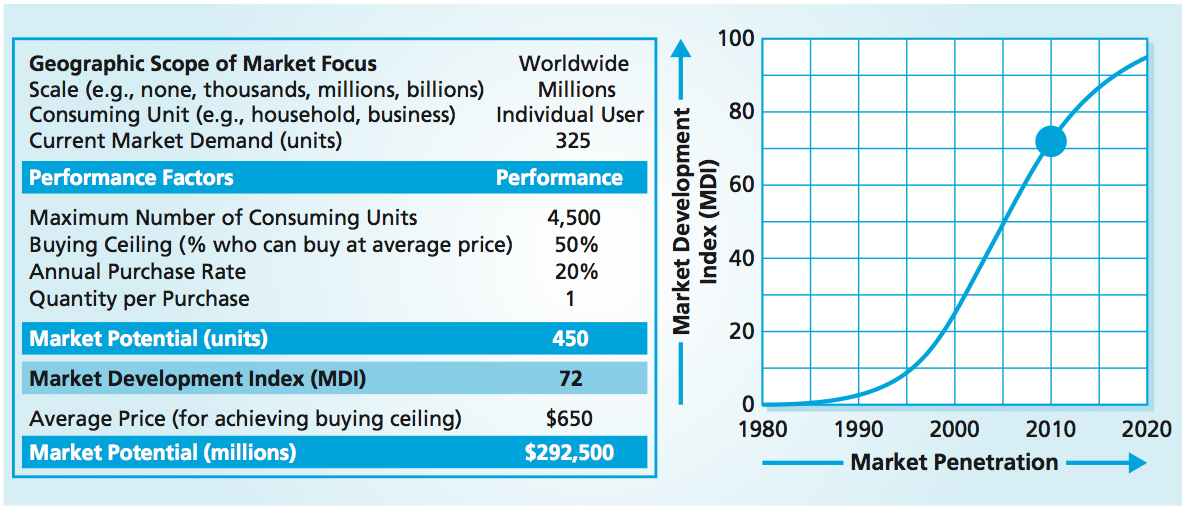 Geographic Scope of Market Focus Worldwide
Scale (e.g., none, thousands, millions, billions) Millions
Consuming Unit (e.g., household, business) Individual User
Current Market Demand (units) 325
Performance Factors Performance
Maximum Number of Consuming Units 4,500
Buying Ceiling (% who can buy at average price) 50%
Annual Purchase Rate 20%
Quantity per Purchase 1
Market Potential (units) 450
Market Development Index (MDI) 72
Average Price (for achieving buying ceiling) $650
Market Potential (millions) $292,500
Market Development
Index (MDI)
100
80
60
40
20
0
1980 1990 2000 2010 2020
Market Penetration